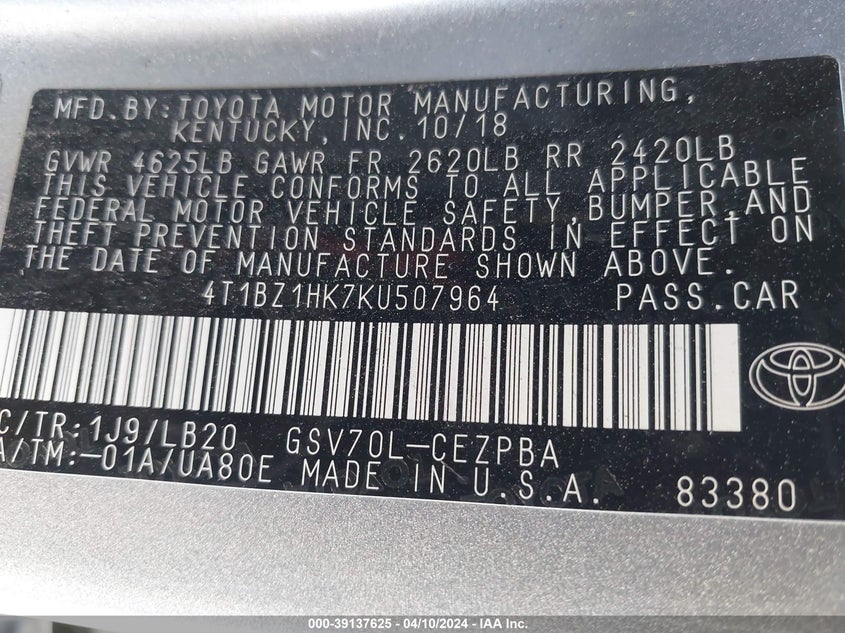 MFD.BY:TOYOTA MOTOR MANUFACTURING,
KENTUCKY,INC.10/18
GVWR 4625LB GAWR FR 2620LB RR 2420LB
THIS VEHICLE CONFORMS TO ALL APPLICABLE
FEDERAL MOTOR VEHICLE SAFETY,BUMPER,AND
THEFT PREVENTION STANDARDS IN EFFECT ON
THE DATE OF MANUFACTURE SHOWN ABOVE.
4T1BZ1HK7KU507964 PASS.CAR
C/TR:1J9/LB20 GSV70L-CEZPBA
A/TM:-01A/UA80E MADE IN U.S.A. 83380
000-39137625 - 04/10/2024 - IAA Inc.